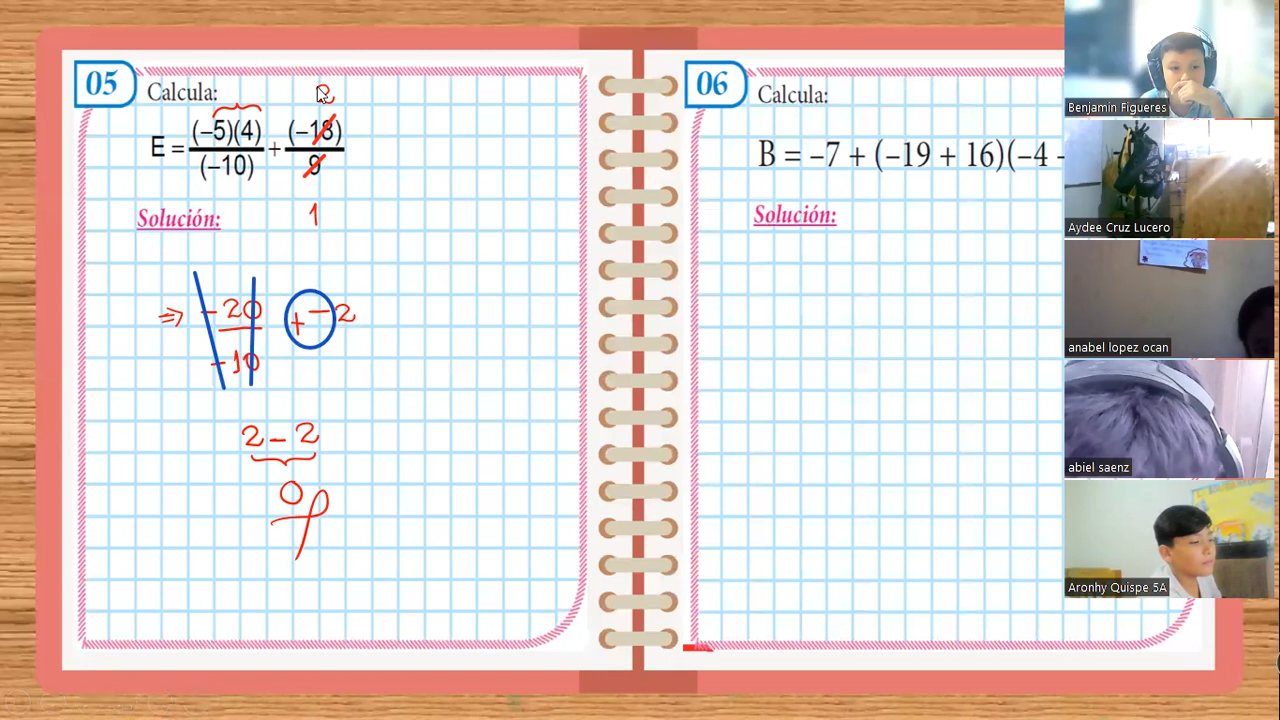 05
Calcula:
2
E = (–5)(4) / (–10) + (–18) / 9
1
Solución:
⇒ -20 / -10 + -2
2 - 2
0
06
Calcula:
B = –7 + (–19 + 16)(–4 –
Solución:
Benjamin Figueres
Aydee Cruz Lucero
anabel lopez ocan
abiel saenz
Aronhy Quispe 5A